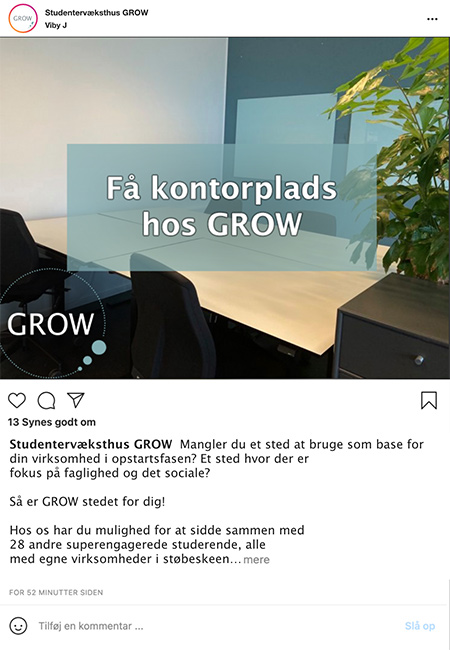 GROW
Studentervæksthus GROW
Viby J
Få kontorplads
hos GROW
GROW
13 Synes godt om
Studentervæksthus GROW Mangler du et sted at bruge som base for
din virksomhed i opstartsfasen? Et sted hvor der er
fokus på faglighed og det sociale?
Så er GROW stedet for dig!
Hos os har du mulighed for at sidde sammen med
28 andre superengagerede studerende, alle
med egne virksomheder i støbeskeen... mere
FOR 52 MINUTTER SIDEN
Tilføj en kommentar ...
Slå op